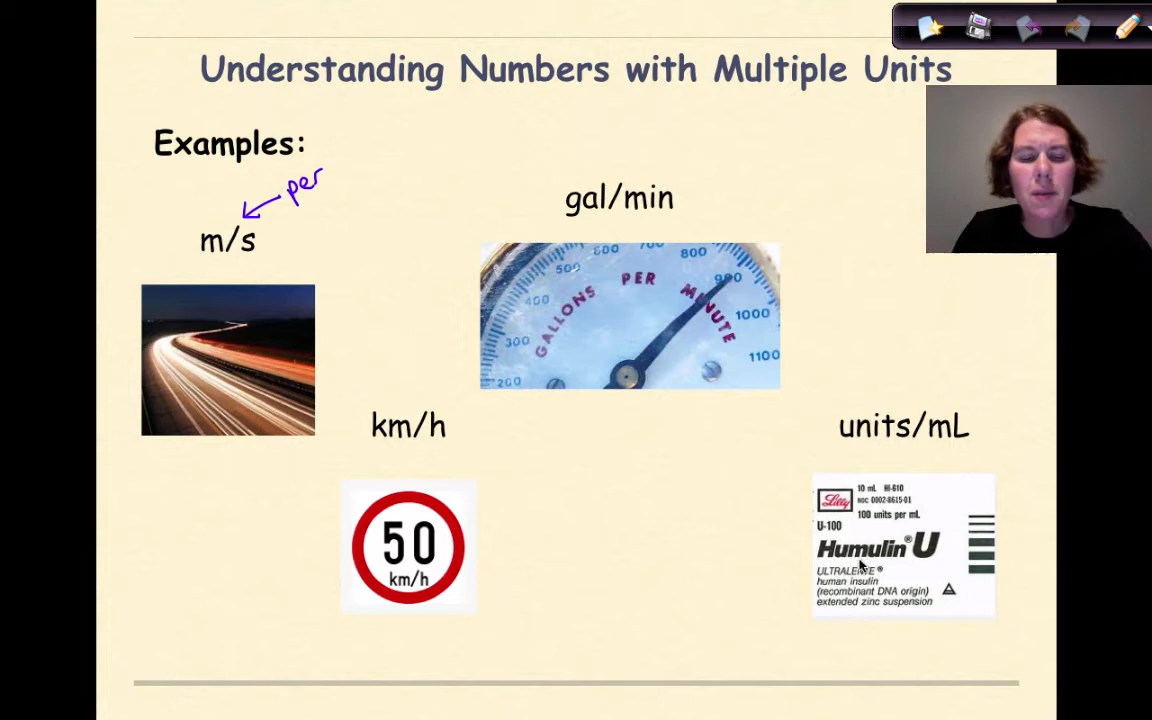 Understanding Numbers with Multiple Units
Examples:
per
m/s
gal/min
200
300
400
500
600
700
800
900
1000
1100
GALLONS PER MINUTE
km/h
50
km/h
units/mL
Lilly
10 mL HI-610
NDC 0002-8615-01
100 units per mL
U-100
Humulin® U
ULTRALENTE®
human insulin
(recombinant DNA origin)
extended zinc suspension